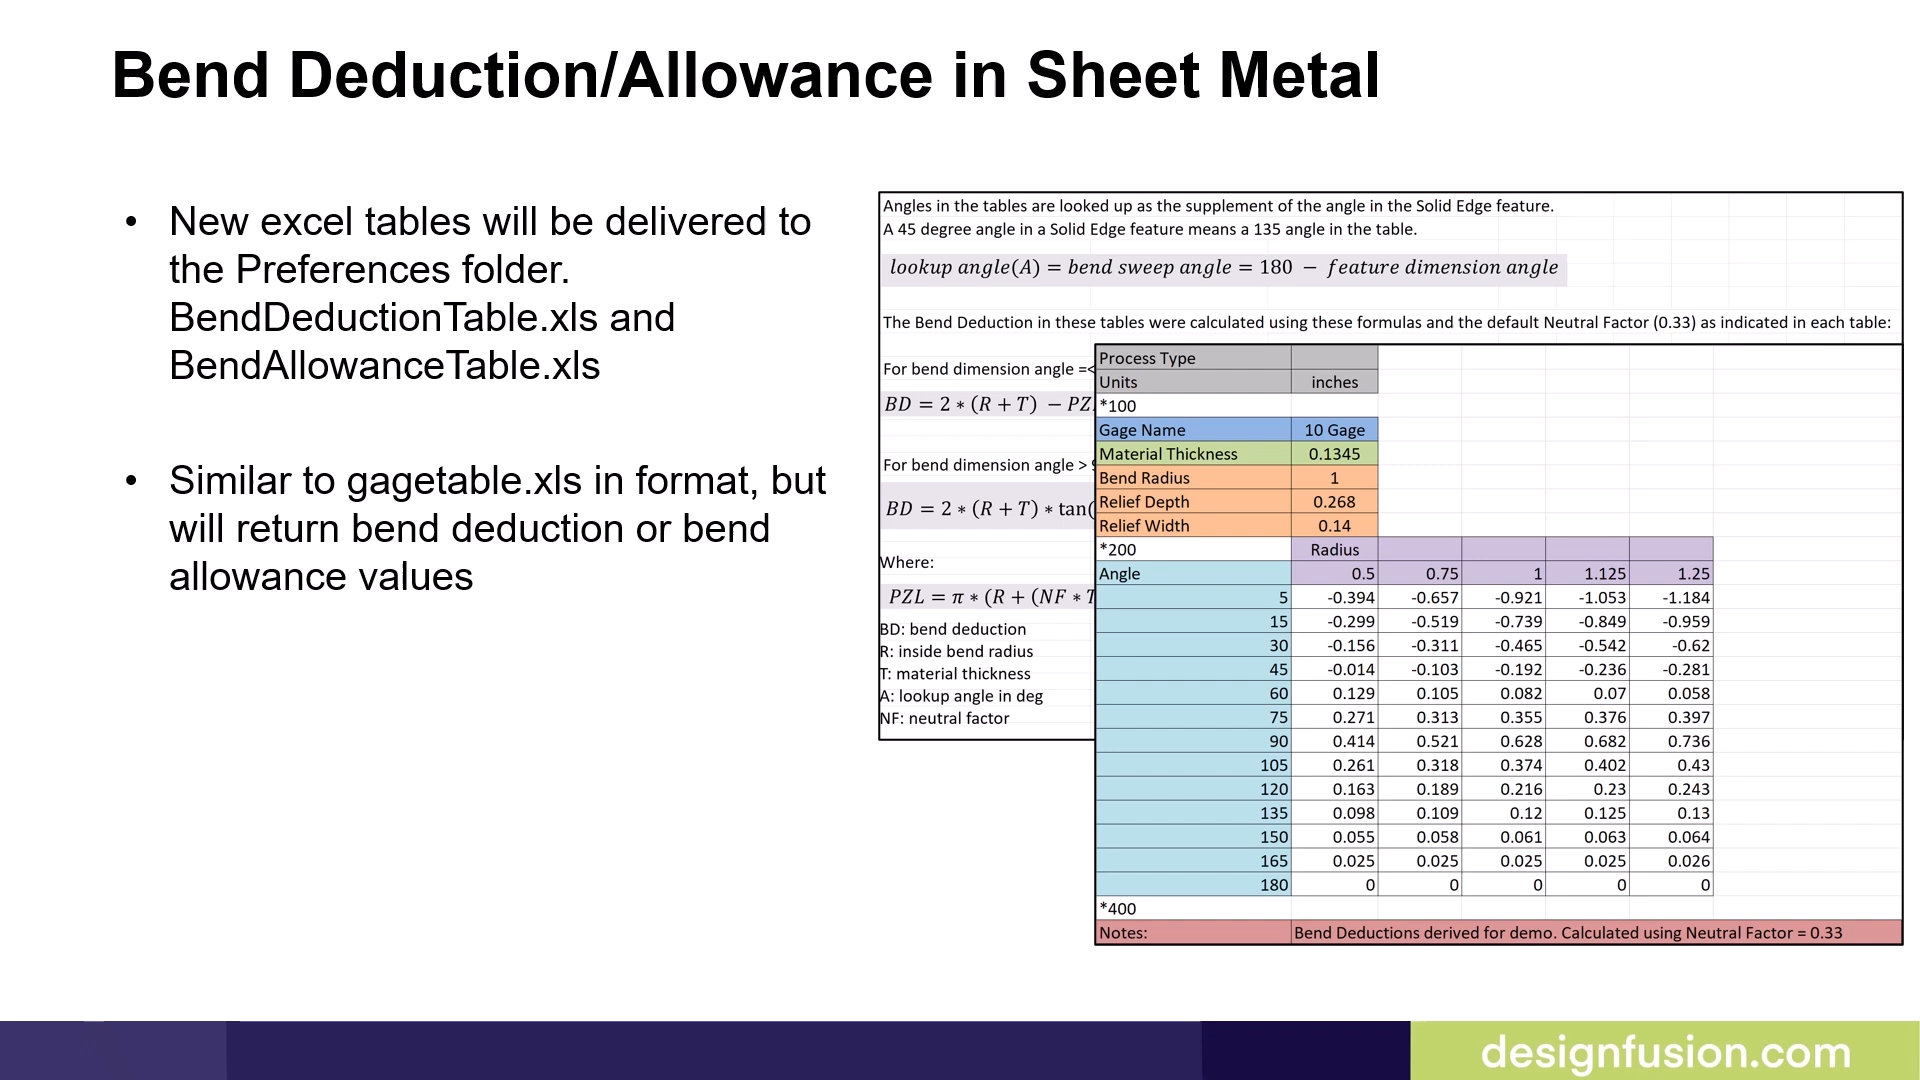 Bend Deduction/Allowance in Sheet Metal
• New excel tables will be delivered to
the Preferences folder.
BendDeductionTable.xls and
BendAllowanceTable.xls
• Similar to gagetable.xls in format, but
will return bend deduction or bend
allowance values
Angles in the tables are looked up as the supplement of the angle in the Solid Edge feature.
A 45 degree angle in a Solid Edge feature means a 135 angle in the table.
lookup angle(A) = bend sweep angle = 180 − feature dimension angle
The Bend Deduction in these tables were calculated using these formulas and the default Neutral Factor (0.33) as indicated in each table:
For bend dimension angle =<
BD = 2 * (R + T) − PZ
For bend dimension angle >
BD = 2 * (R + T) * tan(
Where:
PZL = π * (R + (NF * T
BD: bend deduction
R: inside bend radius
T: material thickness
A: lookup angle in deg
NF: neutral factor
Process Type
Units inches
*100
Gage Name 10 Gage
Material Thickness 0.1345
Bend Radius 1
Relief Depth 0.268
Relief Width 0.14
*200 Radius
Angle 0.5 0.75 1 1.125 1.25
5 -0.394 -0.657 -0.921 -1.053 -1.184
15 -0.299 -0.519 -0.739 -0.849 -0.959
30 -0.156 -0.311 -0.465 -0.542 -0.62
45 -0.014 -0.103 -0.192 -0.236 -0.281
60 0.129 0.105 0.082 0.07 0.058
75 0.271 0.313 0.355 0.376 0.397
90 0.414 0.521 0.628 0.682 0.736
105 0.261 0.318 0.374 0.402 0.43
120 0.163 0.189 0.216 0.23 0.243
135 0.098 0.109 0.12 0.125 0.13
150 0.055 0.058 0.061 0.063 0.064
165 0.025 0.025 0.025 0.025 0.026
180 0 0 0 0 0
*400
Notes: Bend Deductions derived for demo. Calculated using Neutral Factor = 0.33
designfusion.com